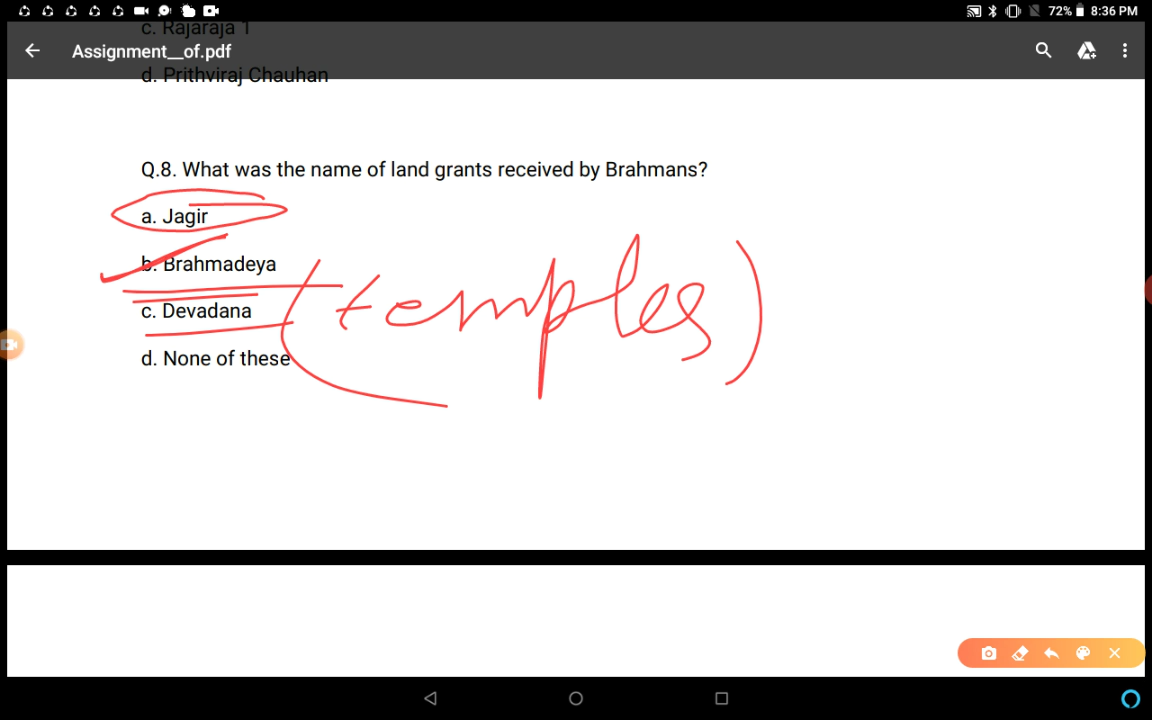 72% 8:36 PM
c. Rajaraja 1
Assignment__of.pdf
d. Prithviraj Chauhan
Q.8. What was the name of land grants received by Brahmans?
a. Jagir
b. Brahmadeya
c. Devadana
(temples)
d. None of these